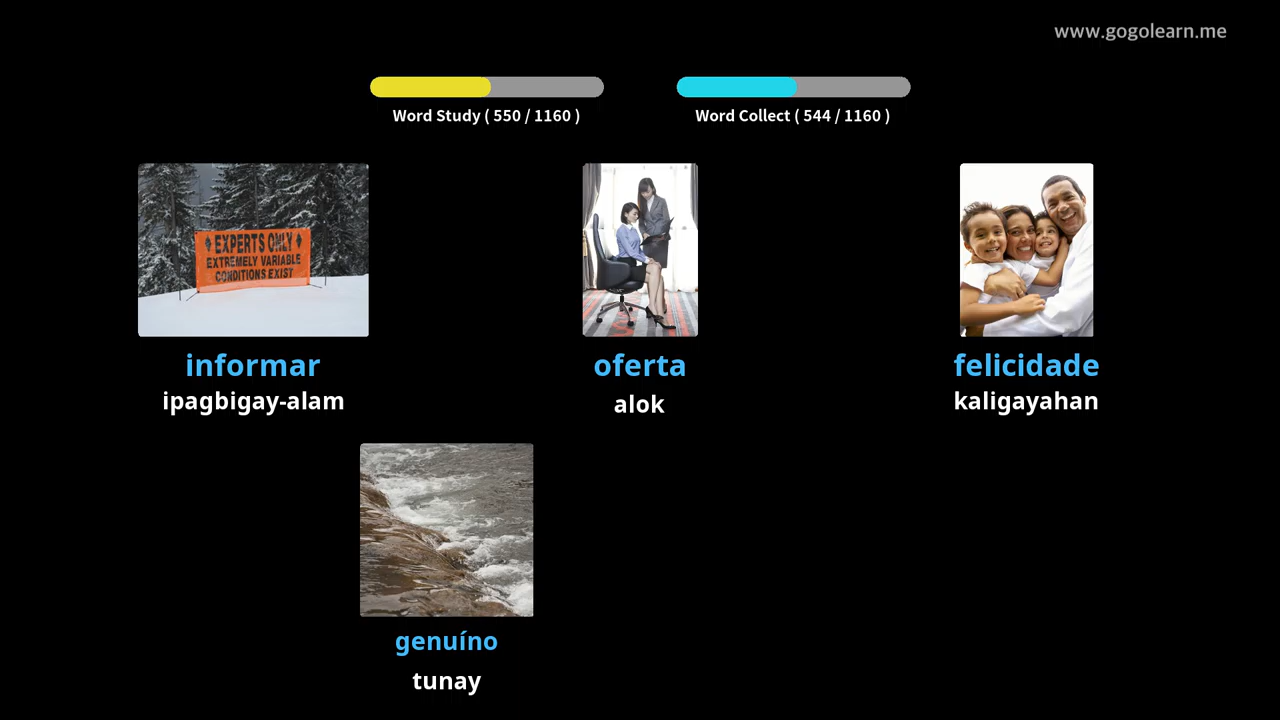 www.gogolearn.me
Word Study ( 550 / 1160 )
Word Collect ( 544 / 1160 )
EXPERTS ONLY
EXTREMELY VARIABLE
CONDITIONS EXIST
informar
ipagbigay-alam
oferta
alok
felicidade
kaligayahan
genuíno
tunay